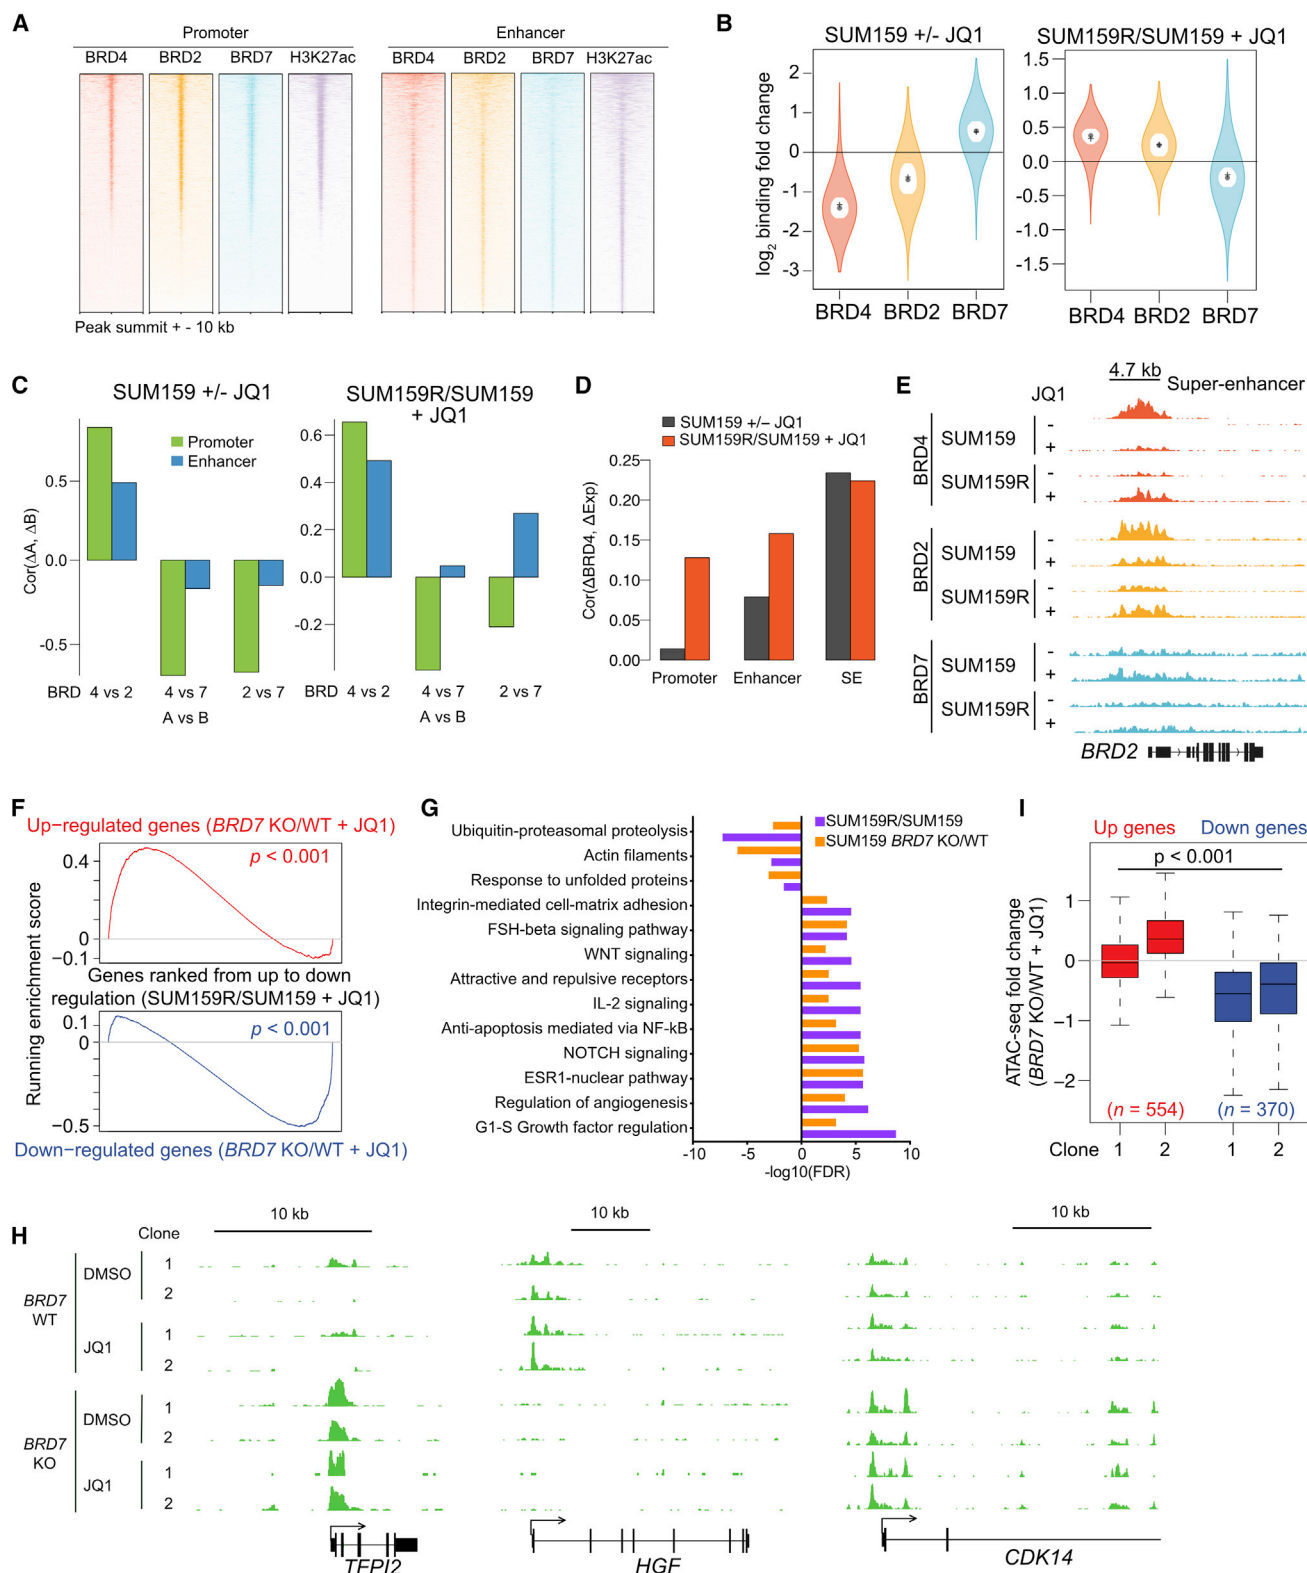 A
Promoter
Enhancer
BRD4 BRD2 BRD7 H3K27ac
BRD4 BRD2 BRD7 H3K27ac
Peak summit + - 10 kb
B
SUM159 +/- JQ1
SUM159R/SUM159 + JQ1
log2 binding fold change
2
1
0
-1
-2
-3
1.5
1.0
0.5
0.0
-0.5
-1.0
-1.5
BRD4 BRD2 BRD7
BRD4 BRD2 BRD7
C
SUM159 +/- JQ1
SUM159R/SUM159
+ JQ1
Promoter
Enhancer
Cor(ΔA, ΔB)
0.5
0.0
-0.5
0.6
0.4
0.2
0.0
-0.2
BRD 4 vs 2 4 vs 7 2 vs 7
A vs B
BRD 4 vs 2 4 vs 7 2 vs 7
A vs B
D
SUM159 +/− JQ1
SUM159R/SUM159 + JQ1
Cor(ΔBRD4, ΔExp)
0.25
0.20
0.15
0.10
0.05
0.00
Promoter Enhancer SE
E
4.7 kb
JQ1 Super-enhancer
BRD4
SUM159
-
+
SUM159R
-
+
BRD2
SUM159
-
+
SUM159R
-
+
BRD7
SUM159
-
+
SUM159R
-
+
BRD2
F
Up−regulated genes (BRD7 KO/WT + JQ1)
p < 0.001
0.4
0
−0.1
Running enrichment score
Genes ranked from up to down
regulation (SUM159R/SUM159 + JQ1)
0.1
0
−0.5
p < 0.001
Down−regulated genes (BRD7 KO/WT + JQ1)
G
SUM159R/SUM159
SUM159 BRD7 KO/WT
Ubiquitin-proteasomal proteolysis
Actin filaments
Response to unfolded proteins
Integrin-mediated cell-matrix adhesion
FSH-beta signaling pathway
WNT signaling
Attractive and repulsive receptors
IL-2 signaling
Anti-apoptosis mediated via NF-kB
NOTCH signaling
ESR1-nuclear pathway
Regulation of angiogenesis
G1-S Growth factor regulation
-10 -5 0 5 10
-log10(FDR)
I
Up genes Down genes
p < 0.001
ATAC-seq fold change
(BRD7 KO/WT + JQ1)
1
0
−1
−2
(n = 554) (n = 370)
Clone 1 2 1 2
H
10 kb 10 kb 10 kb
Clone
BRD7
WT
DMSO
1
2
JQ1
1
2
BRD7
KO
DMSO
1
2
JQ1
1
2
TFPI2 HGF CDK14